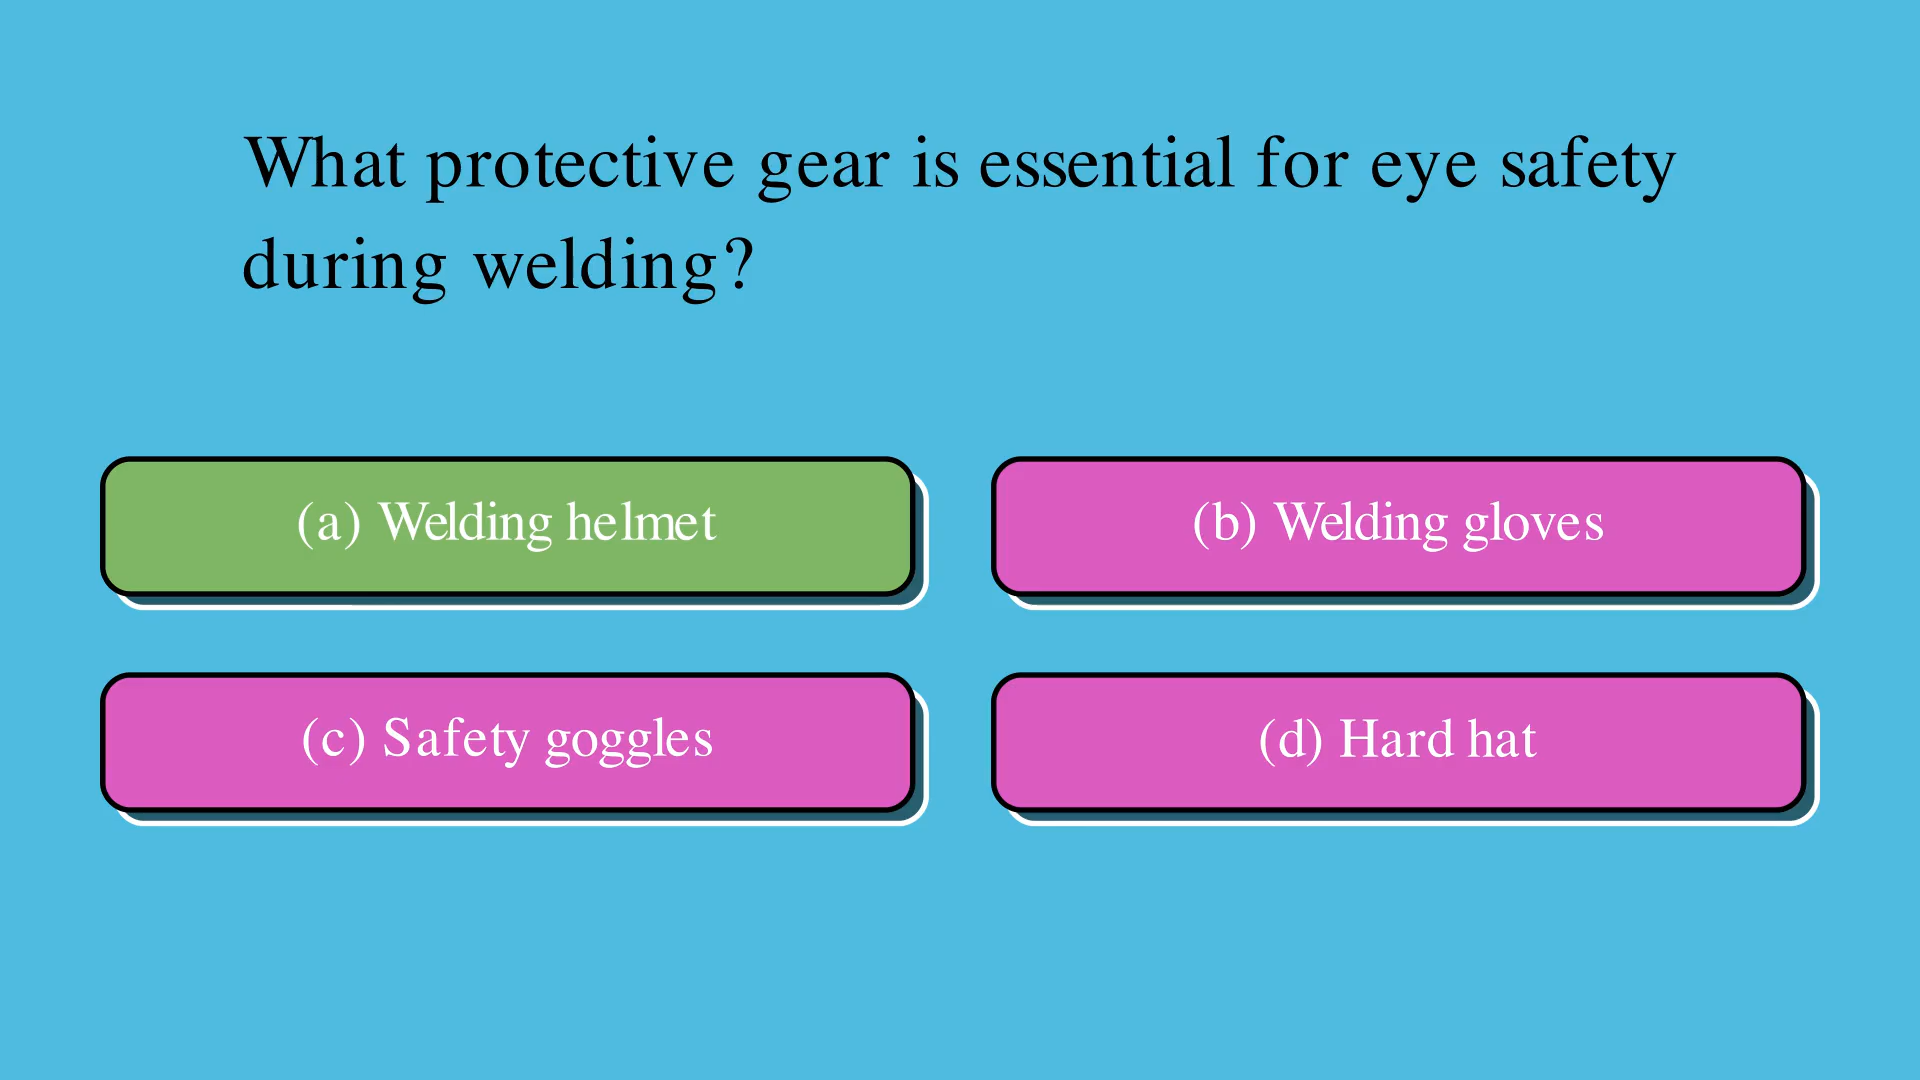 What protective gear is essential for eye safety
during welding?
(a) Welding helmet
(b) Welding gloves
(c) Safety goggles
(d) Hard hat